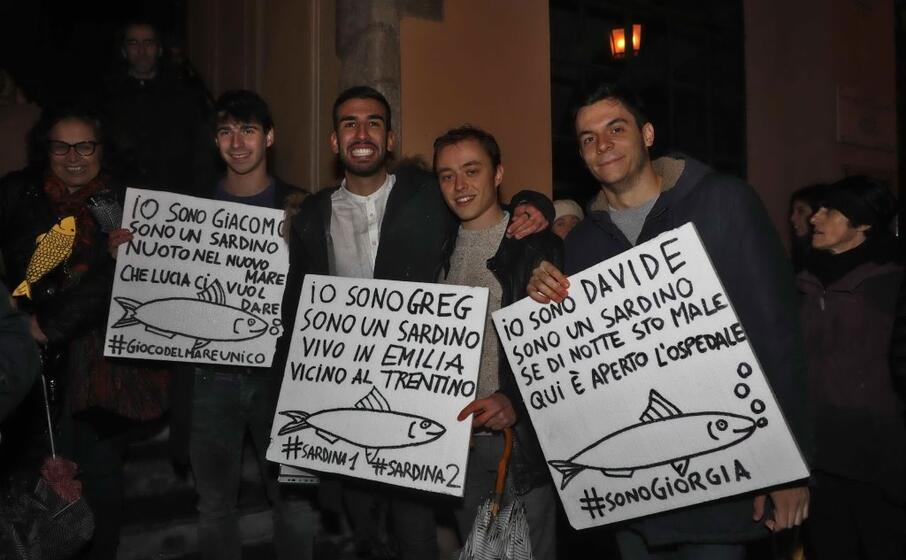 iO SONO GIACOMO
SONO UN SARDINO
NUOTO NEL NUOVO
MARE
CHE LUCIA CI VUOL
DARE
#GIOCODELMAREUNICO
iO SONO GREG
SONO UN SARDINO
VIVO IN EMILIA
VICINO AL TRENTINO
#SARDINA1
#SARDINA2
iO SONO DAVIDE
SONO UN SARDINO
SE DI NOTTE STO MALE
QUI È APERTO L'OSPEDALE
#SONOGIORGIA